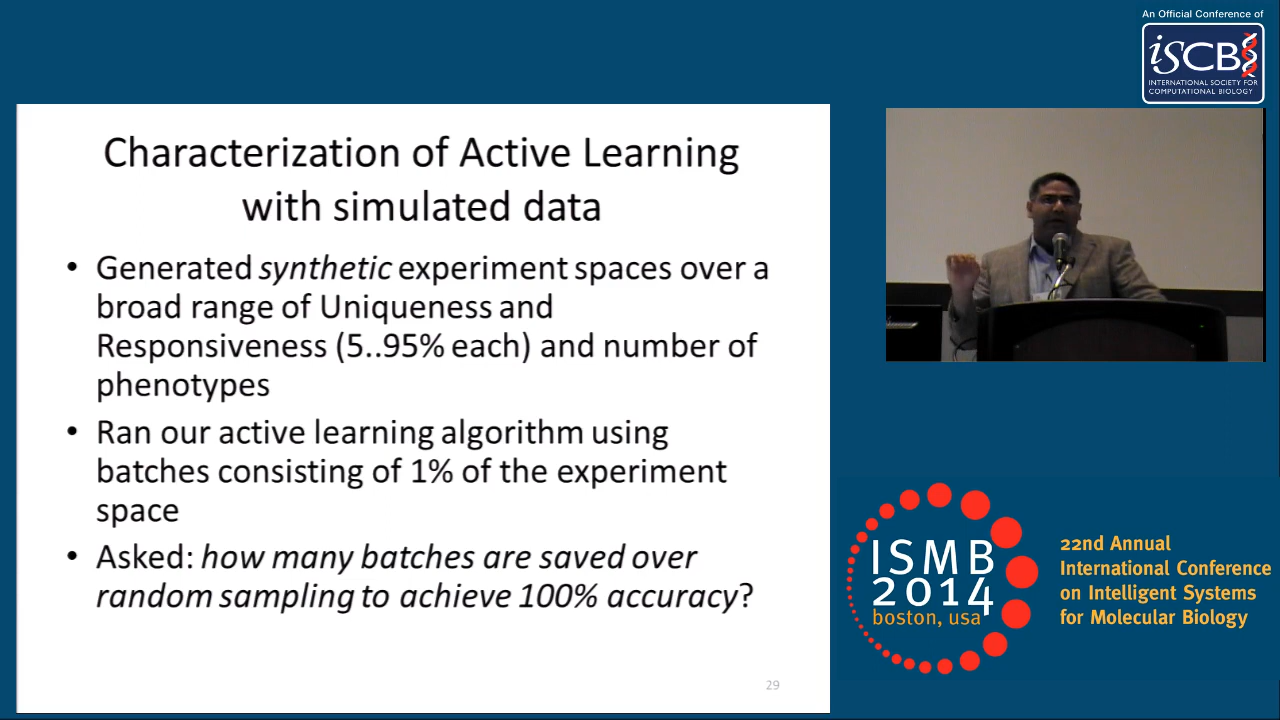 An Official Conference of
iSCB
INTERNATIONAL SOCIETY FOR
COMPUTATIONAL BIOLOGY
Characterization of Active Learning
with simulated data
• Generated synthetic experiment spaces over a
broad range of Uniqueness and
Responsiveness (5..95% each) and number of
phenotypes
• Ran our active learning algorithm using
batches consisting of 1% of the experiment
space
• Asked: how many batches are saved over
random sampling to achieve 100% accuracy?
29
ISMB
2014
boston, usa
22nd Annual
International Conference
on Intelligent Systems
for Molecular Biology